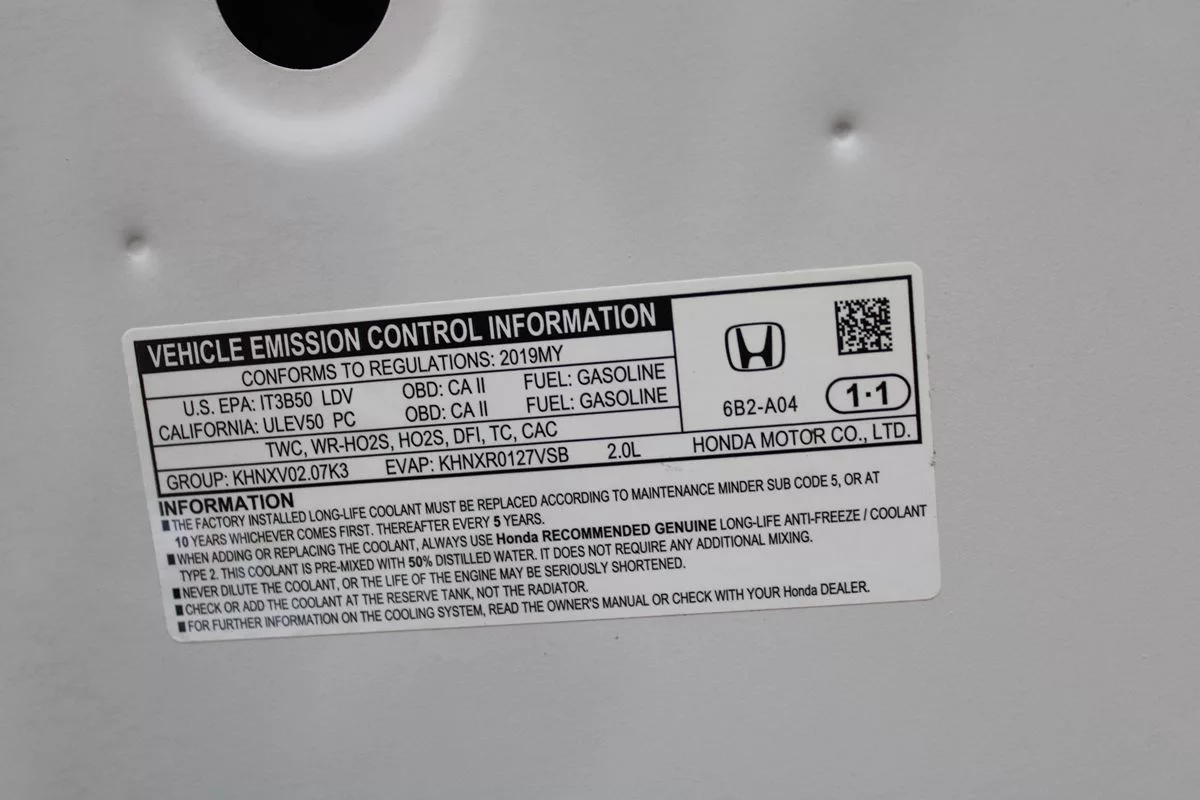 VEHICLE EMISSION CONTROL INFORMATION
CONFORMS TO REGULATIONS: 2019MY
U.S. EPA: IT3B50 LDV OBD: CA II FUEL: GASOLINE
CALIFORNIA: ULEV50 PC OBD: CA II FUEL: GASOLINE
TWC, WR-HO2S, HO2S, DFI, TC, CAC
6B2-A04 1·1
GROUP: KHNXV02.07K3 EVAP: KHNXR0127VSB 2.0L HONDA MOTOR CO., LTD.
INFORMATION
■ THE FACTORY INSTALLED LONG-LIFE COOLANT MUST BE REPLACED ACCORDING TO MAINTENANCE MINDER SUB CODE 5, OR AT
10 YEARS WHICHEVER COMES FIRST. THEREAFTER EVERY 5 YEARS.
■ WHEN ADDING OR REPLACING THE COOLANT, ALWAYS USE Honda RECOMMENDED GENUINE LONG-LIFE ANTI-FREEZE / COOLANT
TYPE 2. THIS COOLANT IS PRE-MIXED WITH 50% DISTILLED WATER. IT DOES NOT REQUIRE ANY ADDITIONAL MIXING.
■ NEVER DILUTE THE COOLANT, OR THE LIFE OF THE ENGINE MAY BE SERIOUSLY SHORTENED.
■ CHECK OR ADD THE COOLANT AT THE RESERVE TANK, NOT THE RADIATOR.
■ FOR FURTHER INFORMATION ON THE COOLING SYSTEM, READ THE OWNER'S MANUAL OR CHECK WITH YOUR Honda DEALER.